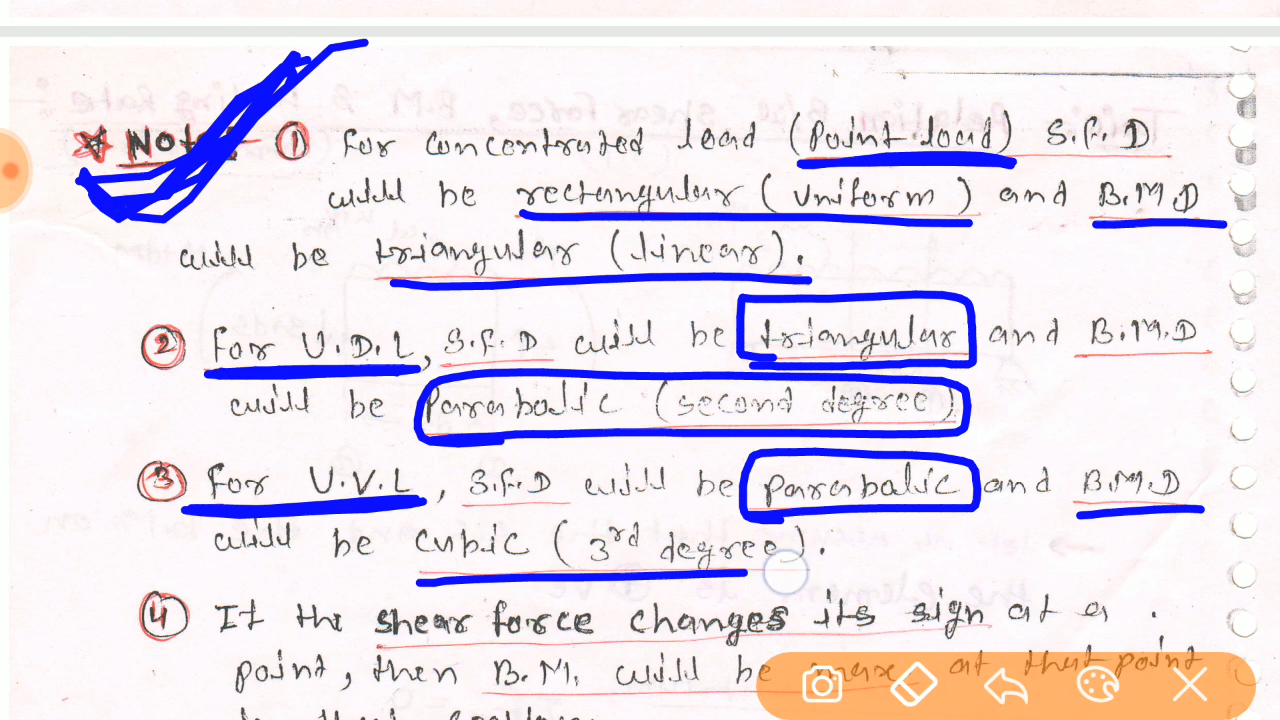 Note ① For concentrated load (Point load) S.F.D
will be rectangular (Uniform) and B.M.D
will be triangular (linear).
② For U.D.L, S.F.D will be triangular and B.M.D
will be Parabolic (second degree)
③ For U.V.L, S.F.D will be parabolic and B.M.D
will be cubic (3rd degree).
④ If the shear force changes its sign at a
point, then B.M. will be max at that point